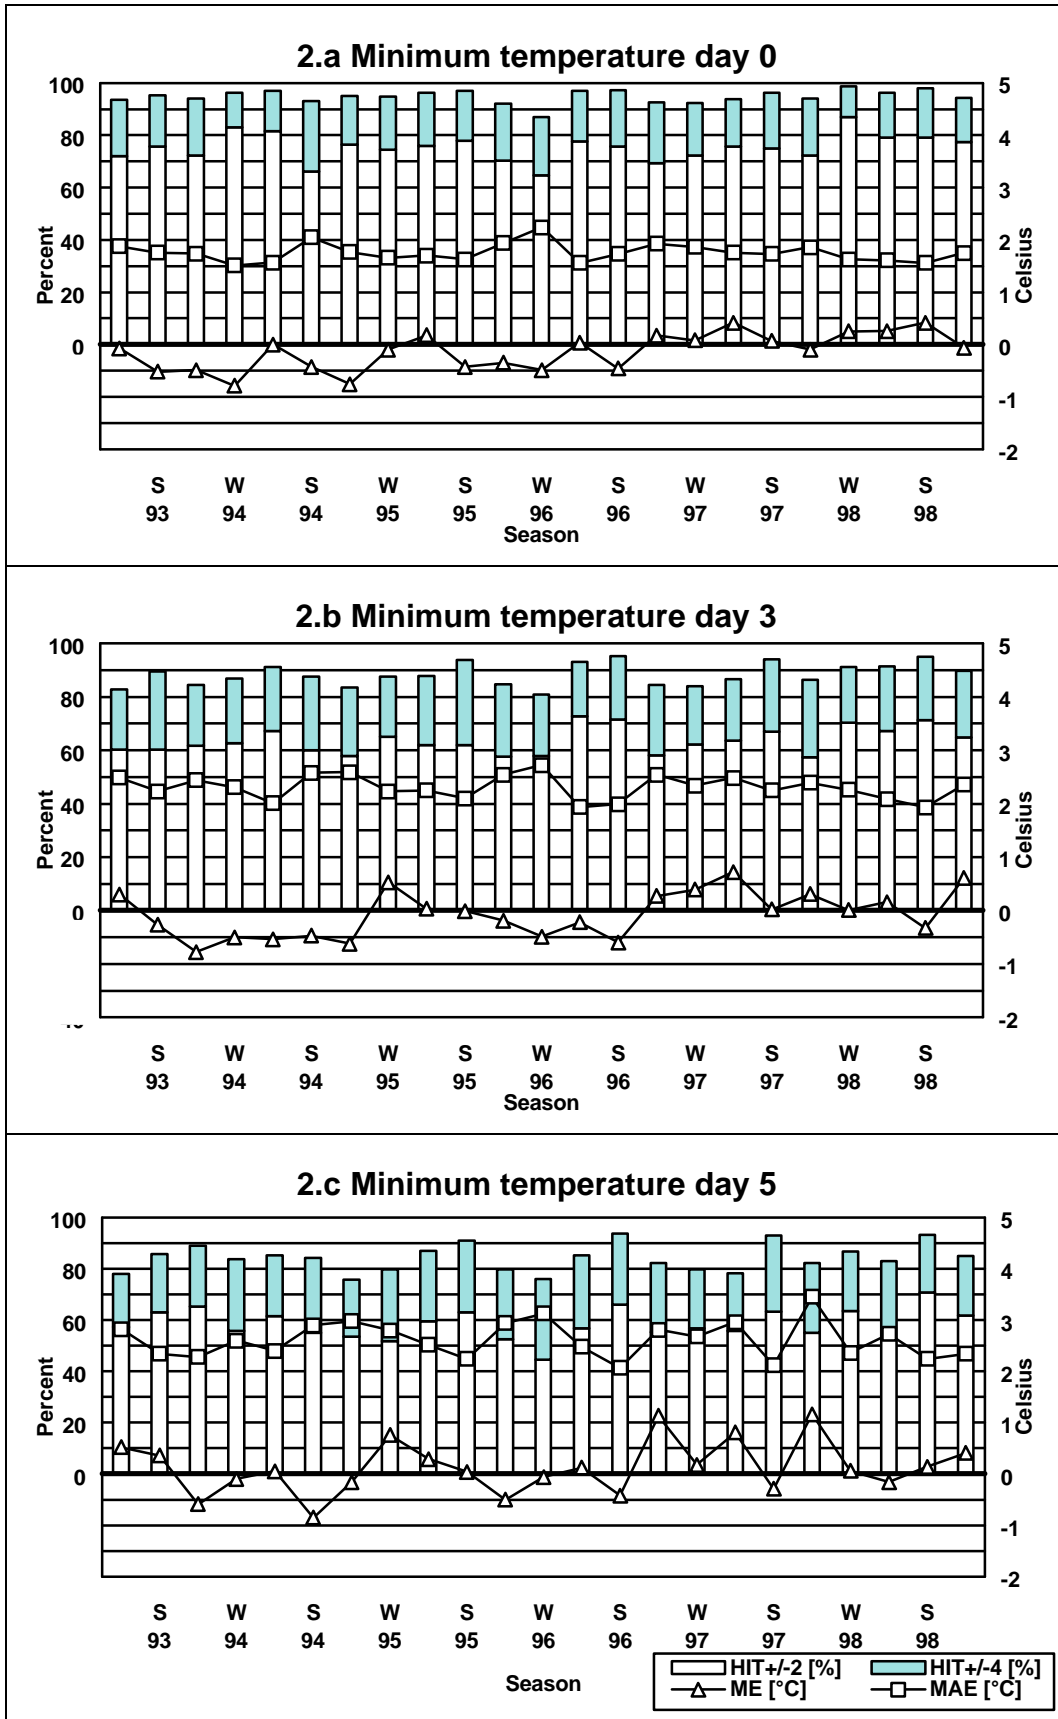 2.a Minimum temperature day 0
100
80
60
40
20
0
Percent
5
4
3
2
1
0
-1
-2
Celsius
S W S W S W S W S W S
93 94 94 95 95 96 96 97 97 98 98
Season
2.b Minimum temperature day 3
100
80
60
40
20
0
Percent
5
4
3
2
1
0
-1
-2
Celsius
S W S W S W S W S W S
93 94 94 95 95 96 96 97 97 98 98
Season
2.c Minimum temperature day 5
100
80
60
40
20
0
Percent
5
4
3
2
1
0
-1
-2
Celsius
S W S W S W S W S W S
93 94 94 95 95 96 96 97 97 98 98
Season
HIT+/-2 [%] HIT+/-4 [%]
ME [°C] MAE [°C]